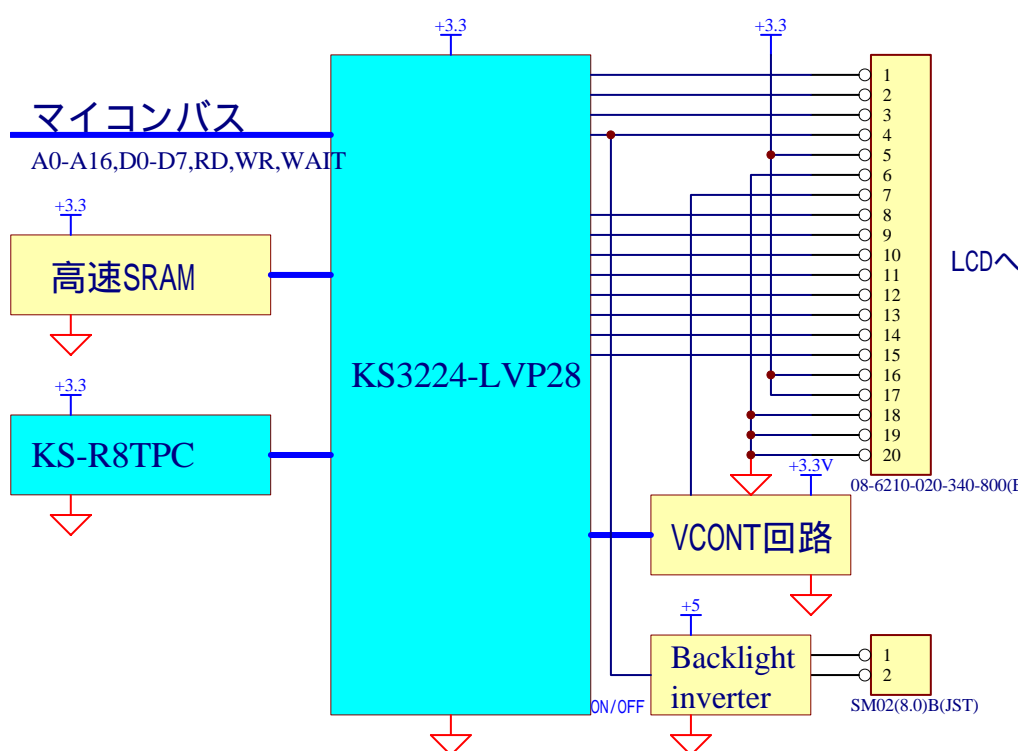 +3.3
+3.3
マイコンバス
A0-A16,D0-D7,RD,WR,WAIT
+3.3
高速SRAM
+3.3
KS-R8TPC
KS3224-LVP28
1
2
3
4
5
6
7
8
9
10
11
12
13
14
15
16
17
18
19
20
LCDへ
08-6210-020-340-800(E
+3.3V
VCONT回路
+5
Backlight
inverter
ON/OFF
1
2
SM02(8.0)B(JST)